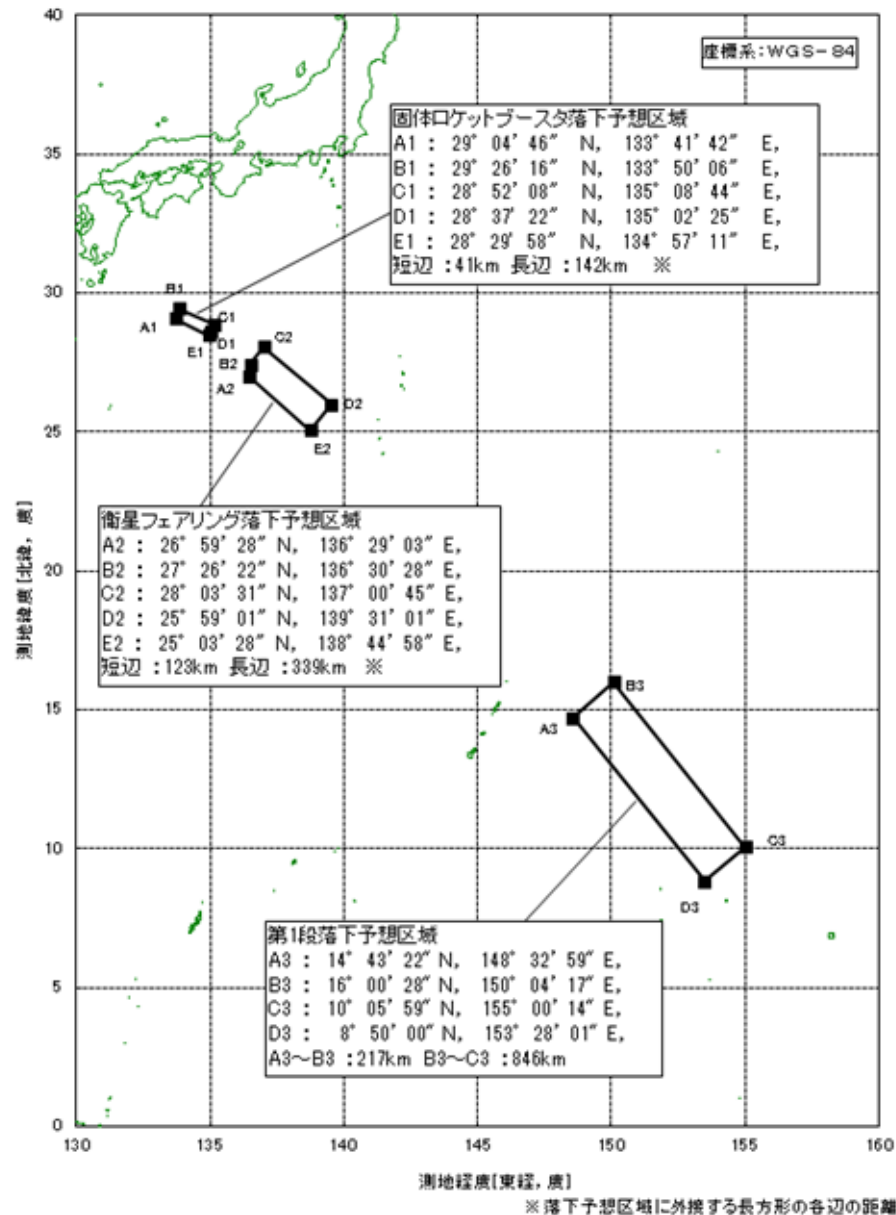 座標系:WGS-84
固体ロケットブースタ落下予想区域
A1 : 29° 04' 46" N, 133° 41' 42" E,
B1 : 29° 26' 16" N, 133° 50' 06" E,
C1 : 28° 52' 08" N, 135° 08' 44" E,
D1 : 28° 37' 22" N, 135° 02' 25" E,
E1 : 28° 29' 58" N, 134° 57' 11" E,
短辺 :41km 長辺 :142km ※
B1
A1
C1
D1
E1
C2
B2
A2
D2
E2
衛星フェアリング落下予想区域
A2 : 26° 59' 28" N, 136° 29' 03" E,
B2 : 27° 26' 22" N, 136° 30' 28" E,
C2 : 28° 03' 31" N, 137° 00' 45" E,
D2 : 25° 59' 01" N, 139° 31' 01" E,
E2 : 25° 03' 28" N, 138° 44' 58" E,
短辺 :123km 長辺 :339km ※
B3
A3
C3
D3
第1段落下予想区域
A3 : 14° 43' 22" N, 148° 32' 59" E,
B3 : 16° 00' 28" N, 150° 04' 17" E,
C3 : 10° 05' 59" N, 155° 00' 14" E,
D3 : 8° 50' 00" N, 153° 28' 01" E,
A3～B3 :217km B3～C3 :846km
40
35
30
25
20
15
10
5
0
測地緯度[北緯, 度]
130 135 140 145 150 155 160
測地経度[東経, 度]
※ 落下予想区域に外接する長方形の各辺の距離